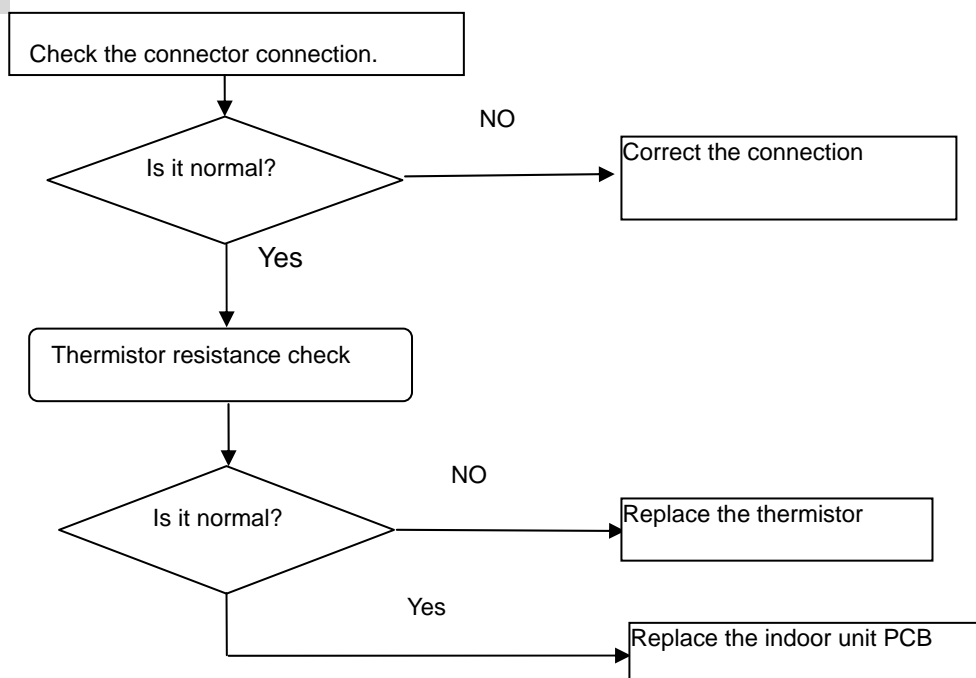 Check the connector connection.
NO
Is it normal?
Correct the connection
Yes
Thermistor resistance check
NO
Is it normal?
Replace the thermistor
Yes
Replace the indoor unit PCB